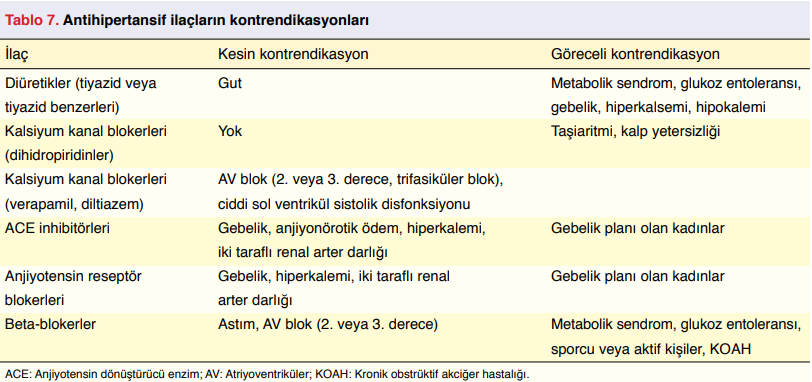 Tablo 7. Antihipertansif ilaçların kontrendikasyonları
İlaç Kesin kontrendikasyon Göreceli kontrendikasyon
Diüretikler (tiyazid veya Gut Metabolik sendrom, glukoz entoleransı,
tiyazid benzerleri) gebelik, hiperkalsemi, hipokalemi
Kalsiyum kanal blokerleri Yok Taşiaritmi, kalp yetersizliği
(dihidropiridinler)
Kalsiyum kanal blokerleri AV blok (2. veya 3. derece, trifasiküler blok),
(verapamil, diltiazem) ciddi sol ventrikül sistolik disfonksiyonu
ACE inhibitörleri Gebelik, anjiyonörotik ödem, hiperkalemi, Gebelik planı olan kadınlar
iki taraflı renal arter darlığı
Anjiyotensin reseptör Gebelik, hiperkalemi, iki taraflı renal Gebelik planı olan kadınlar
blokerleri arter darlığı
Beta-blokerler Astım, AV blok (2. veya 3. derece) Metabolik sendrom, glukoz entoleransı,
sporcu veya aktif kişiler, KOAH
ACE: Anjiyotensin dönüştürücü enzim; AV: Atriyoventriküler; KOAH: Kronik obstrüktif akciğer hastalığı.